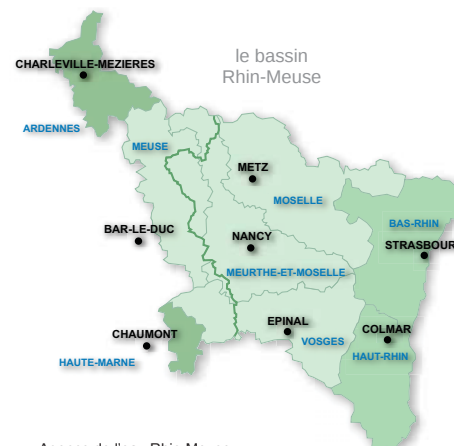 le bassin
Rhin-Meuse
CHARLEVILLE-MEZIERES
ARDENNES
MEUSE
METZ
MOSELLE
BAS-RHIN
BAR-LE-DUC
NANCY
STRASBOUR
MEURTHE-ET-MOSELLE
EPINAL
COLMAR
CHAUMONT
VOSGES
HAUT-RHIN
HAUTE-MARNE